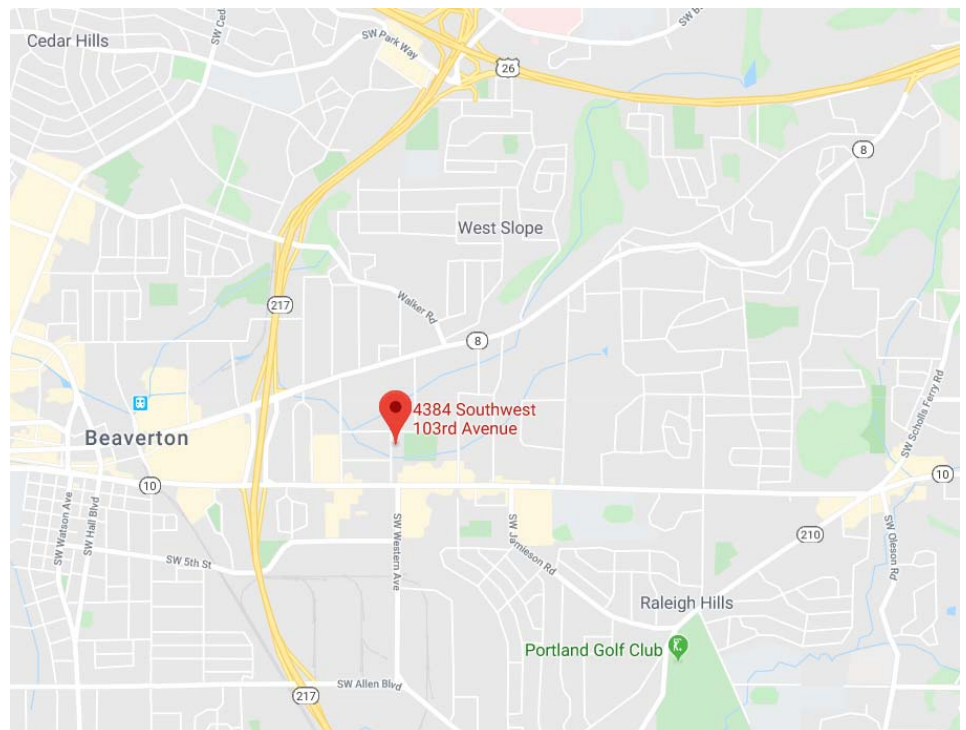 Cedar Hills
SW Ced
SW Park Way
26
8
West Slope
217
Walker Rd
8
4384 Southwest
103rd Avenue
Beaverton
SW Scholls Ferry Rd
10
10
SW Watson Ave
SW Hall Blvd
SW Western Ave
SW Jamieson Rd
210
SW Oleson Rd
SW 5th St
Raleigh Hills
Portland Golf Club
SW Allen Blvd
217